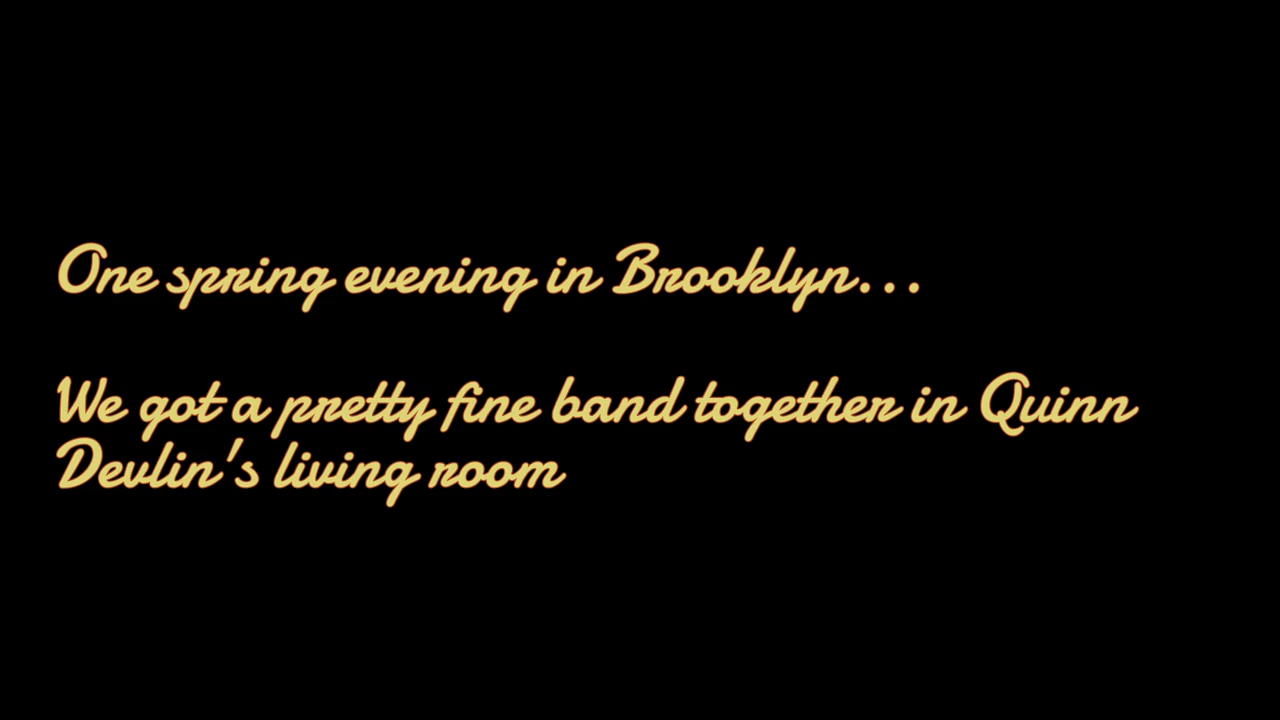 One spring evening in Brooklyn...
We got a pretty fine band together in Quinn
Devlin's living room